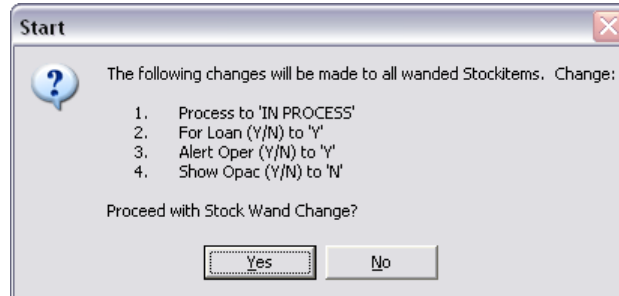 Start
The following changes will be made to all wanded Stockitems. Change:
1. Process to 'IN PROCESS'
2. For Loan (Y/N) to 'Y'
3. Alert Oper (Y/N) to 'Y'
4. Show Opac (Y/N) to 'N'
Proceed with Stock Wand Change?
Yes No